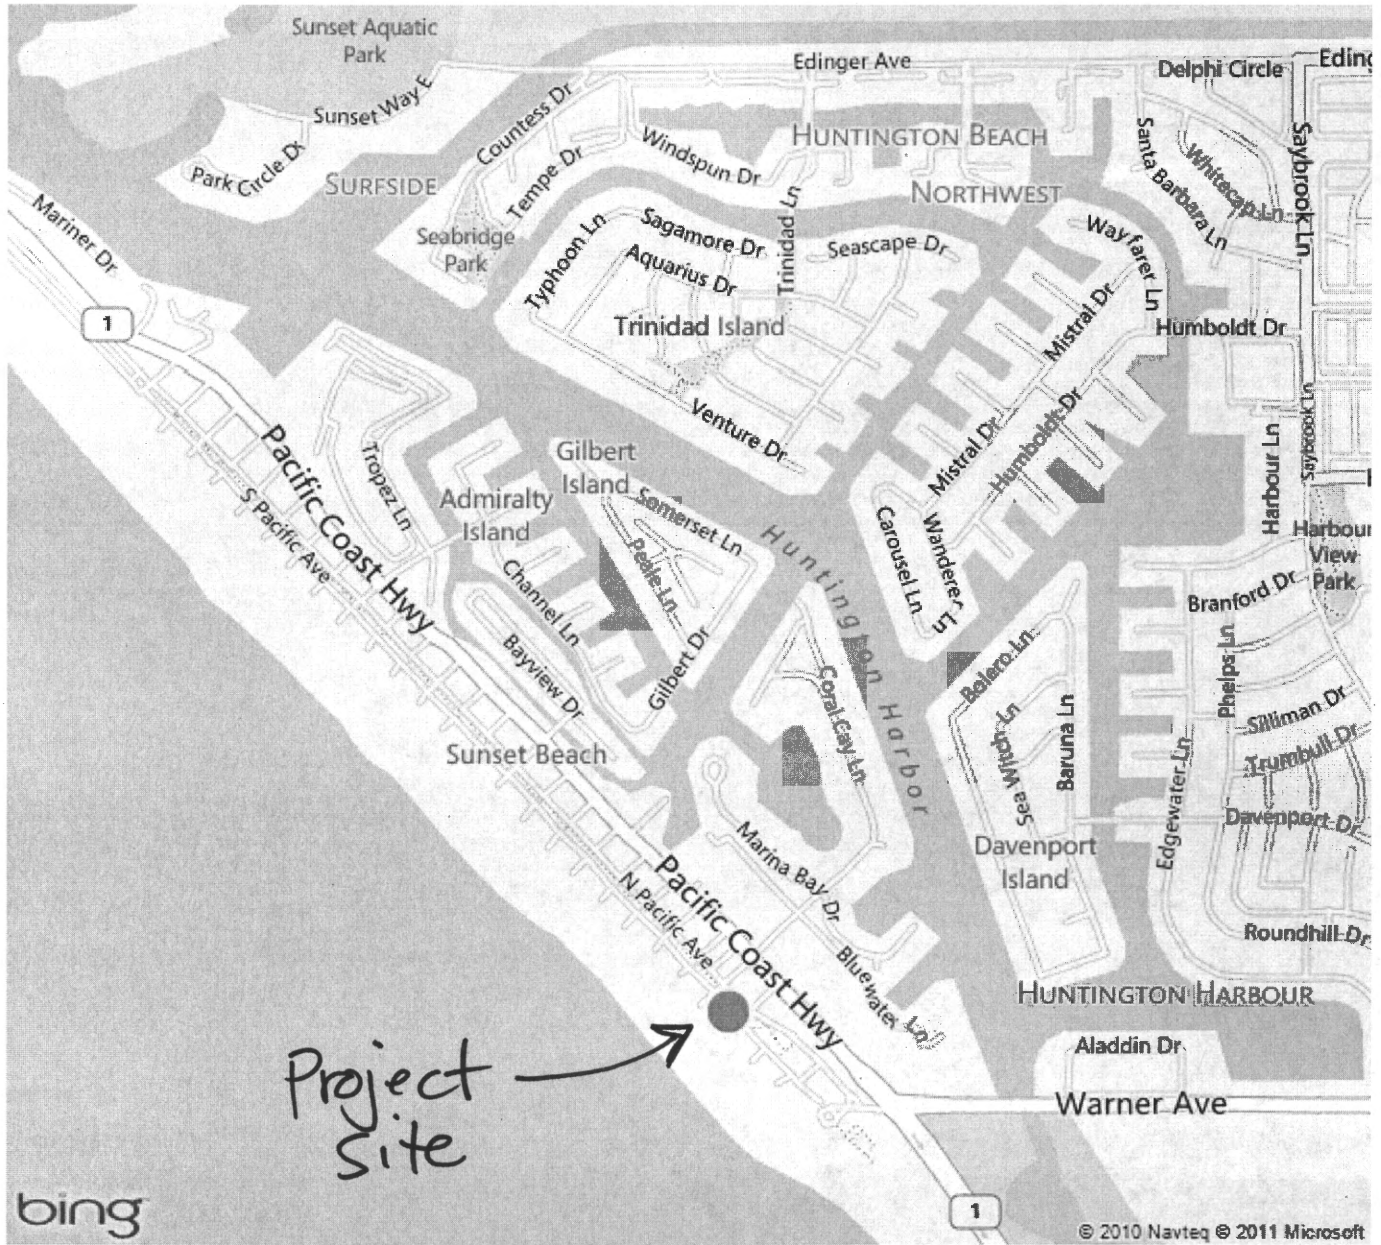 Sunset Aquatic
Park
Edinger Ave
Edin
Delphi Circle
Sunset Way E
Countess Dr
HUNTINGTON BEACH
Windspun Dr
Santa Barbara Ln
Whitecap Ln
Saybrook Ln
Park Circle Dr
SURFSIDE
Tempe Dr
NORTHWEST
Mariner Dr
Seabridge
Park
Typhoon Ln
Sagamore Dr
Trinidad Ln
Seascape Dr
Wayfarer Ln
Aquarius Dr
1
Trinidad Island
Mistral Dr
Humboldt Dr
Venture Dr
Saybrook Ln
Pacific Coast Hwy
Tropez Ln
Gilbert
Island
Mistral Dr
Humboldt Dr
Harbour Ln
S Pacific Ave
Admiralty
Island
Somerset Ln
Huntington Harbor
Carousel Ln
Wanderer Ln
Harbour
View
Park
Channel Ln
Peale Ln
Branford Dr
Bayview Dr
Gilbert Dr
Coral Cay Ln
Bolero Ln
Phelps Ln
Silliman Dr
Sunset Beach
Sea Witch Ln
Baruna Ln
Edgewater Ln
Trumbull Dr
Davenport Dr
Marina Bay Dr
Davenport
Island
N Pacific Ave
Pacific Coast Hwy
Roundhill Dr
Bluewater Ln
HUNTINGTON HARBOUR
Project
site
Aladdin Dr
Warner Ave
bing
1
© 2010 Navteq © 2011 Microsoft